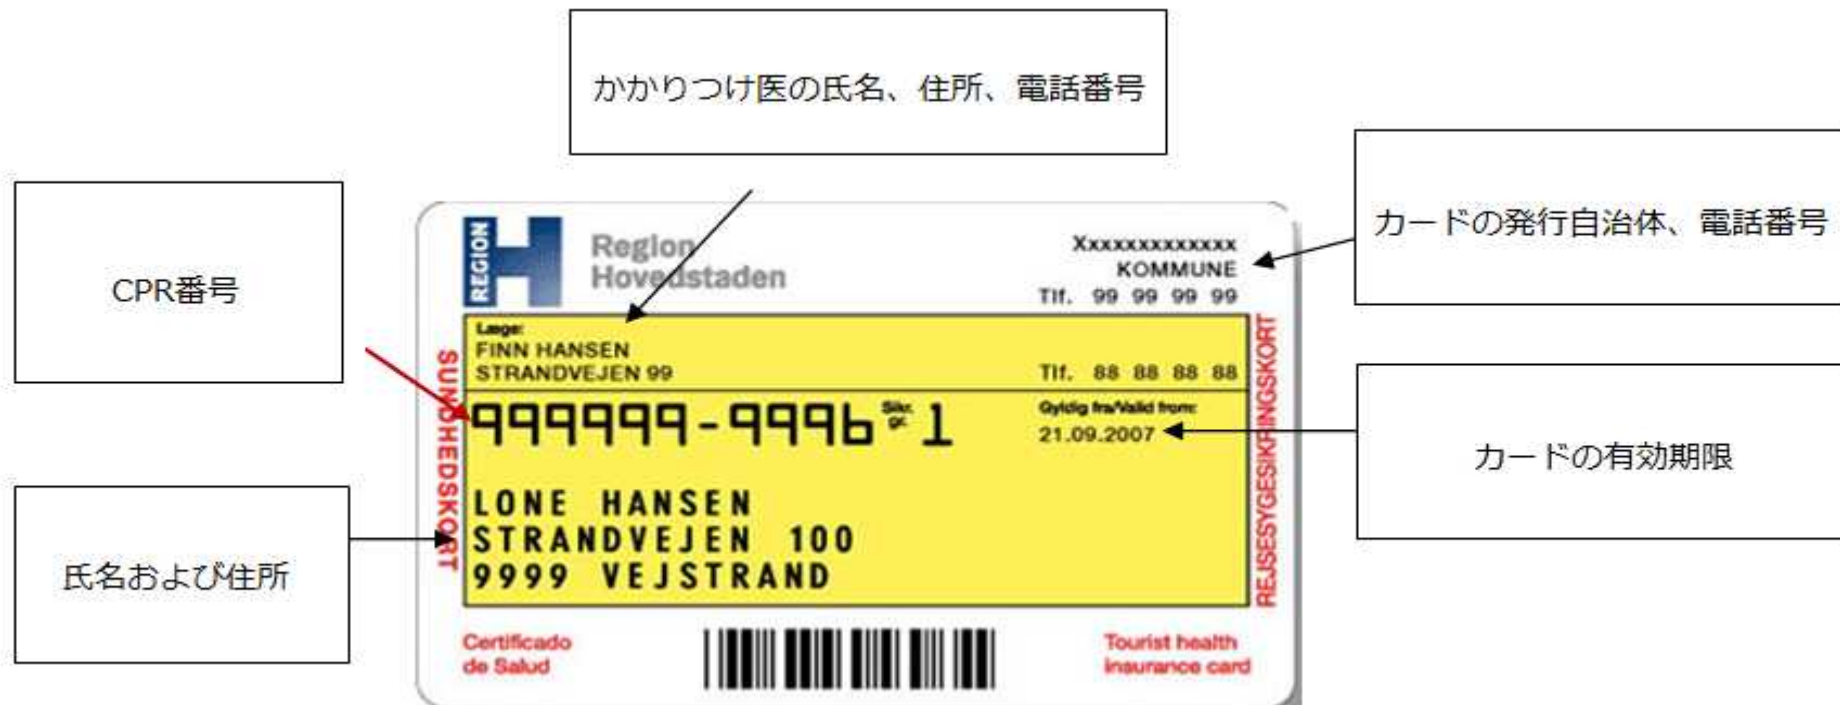 かかりつけ医の氏名、住所、電話番号
カードの発行自治体、電話番号
CPR番号
REGION
H
Region
Hovedstaden
Xxxxxxxxxxxxx
KOMMUNE
Tlf. 99 99 99 99
Læge:
FINN HANSEN
STRANDVEJEN 99
Tlf. 88 88 88 88
SUNDHEDSKORT
REJSESYGESIKRINGSKORT
999999-9996 Sikr. gr. 1
Gyldig fra/Valid from:
21.09.2007
カードの有効期限
氏名および住所
LONE HANSEN
STRANDVEJEN 100
9999 VEJSTRAND
Certificado
de Salud
Tourist health
insurance card